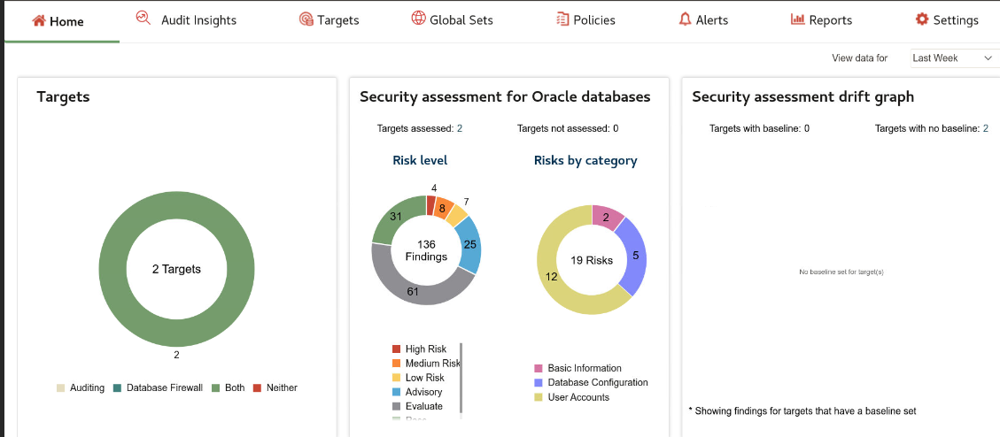 Home Audit Insights Targets Global Sets Policies Alerts Reports Settings
View data for Last Week
Targets
2 Targets
2
Auditing Database Firewall Both Neither
Security assessment for Oracle databases
Targets assessed: 2 Targets not assessed: 0
Risk level
4
8
7
31
25
136
Findings
61
High Risk
Medium Risk
Low Risk
Advisory
Evaluate
Risks by category
2
5
19 Risks
12
Basic Information
Database Configuration
User Accounts
Security assessment drift graph
Targets with baseline: 0 Targets with no baseline: 2
No baseline set for target(s)
* Showing findings for targets that have a baseline set